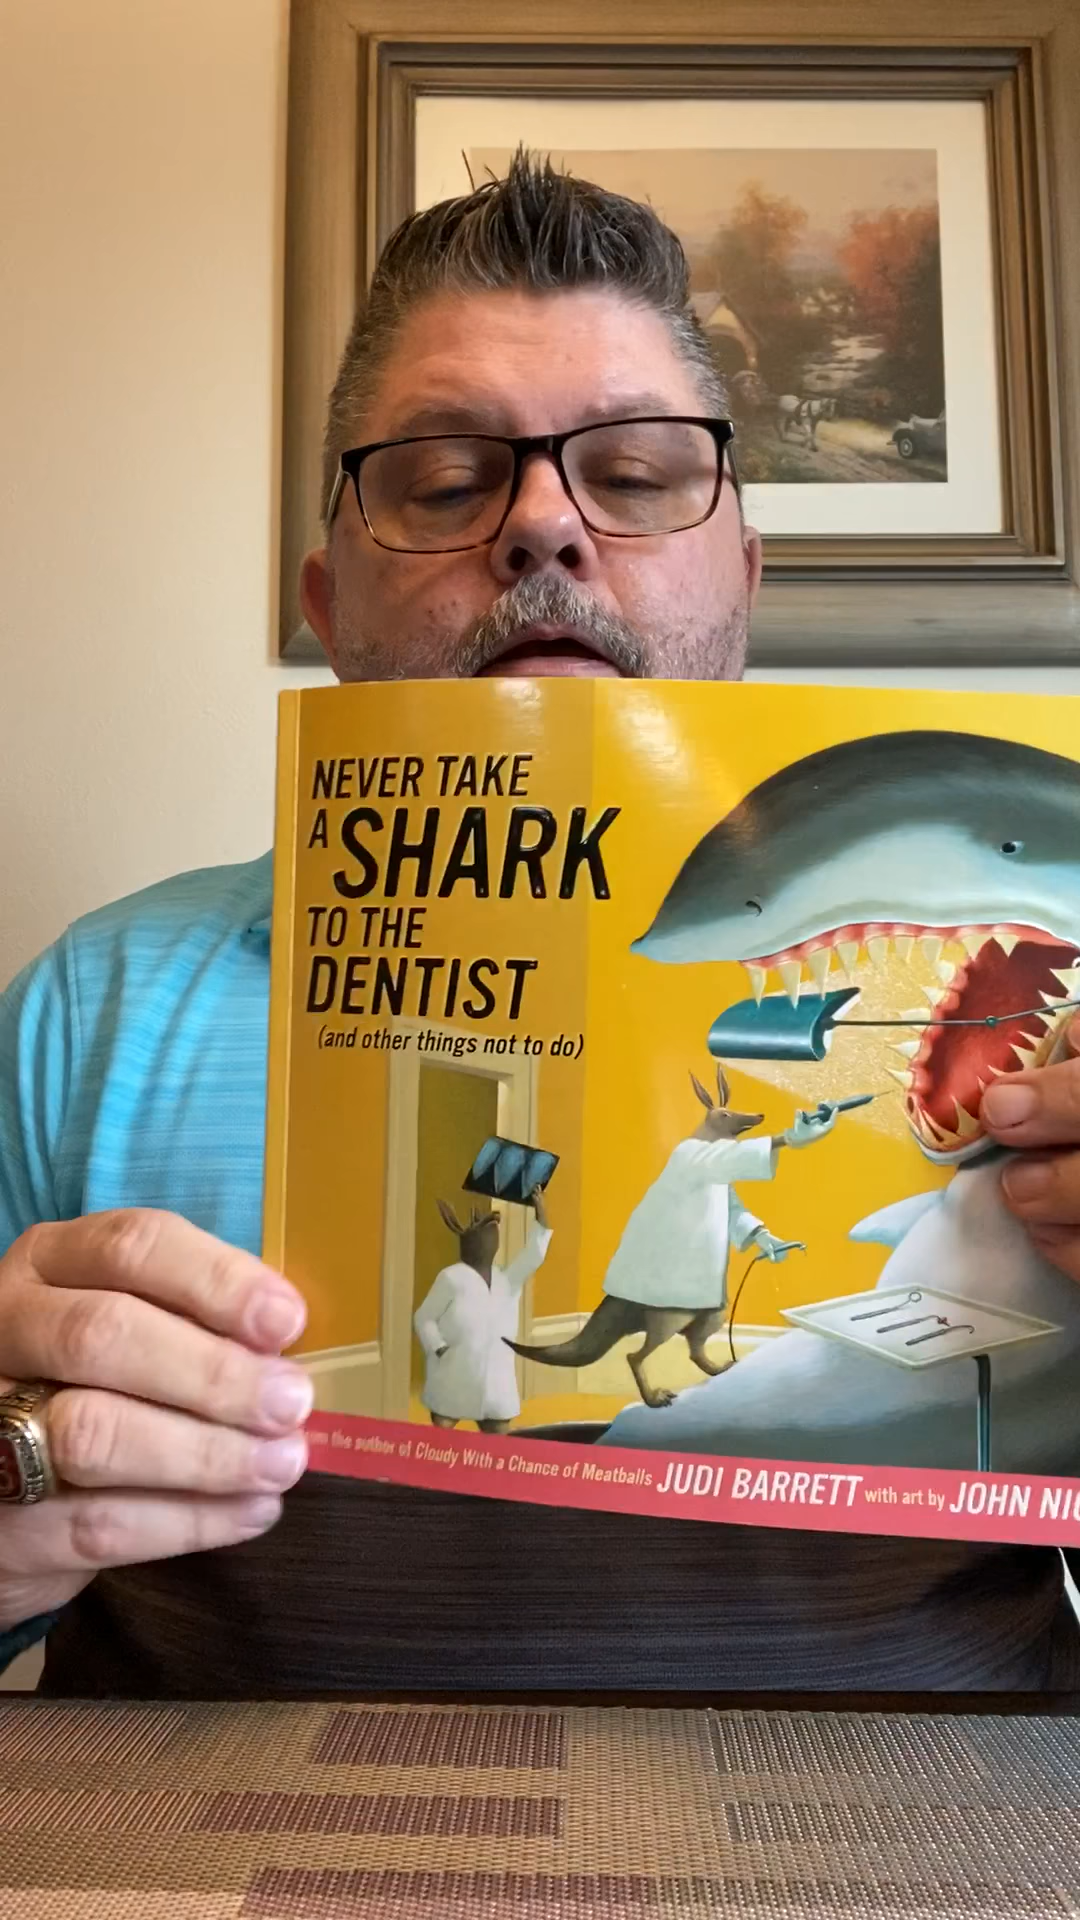 NEVER TAKE
A SHARK
TO THE
DENTIST
(and other things not to do)
the author of Cloudy With a Chance of Meatballs JUDI BARRETT with art by JOHN